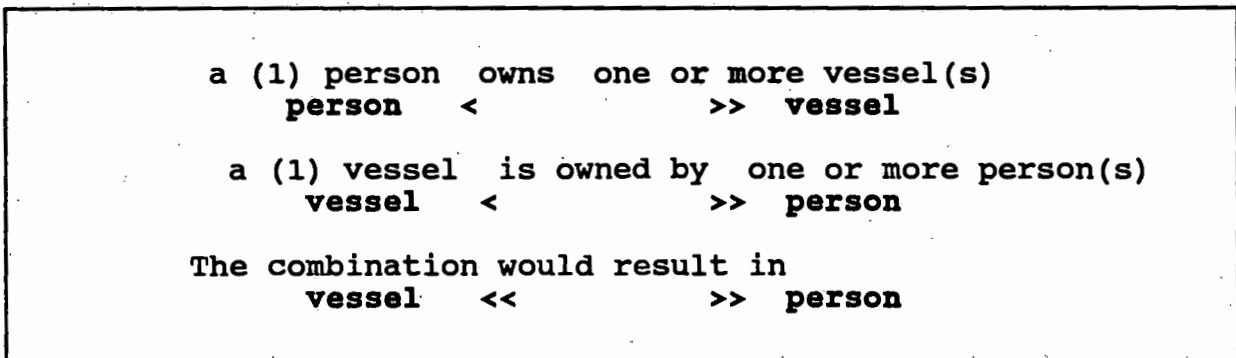 a (1) person owns one or more vessel(s)
person < >> vessel
a (1) vessel is owned by one or more person(s)
vessel < >> person
The combination would result in
vessel << >> person